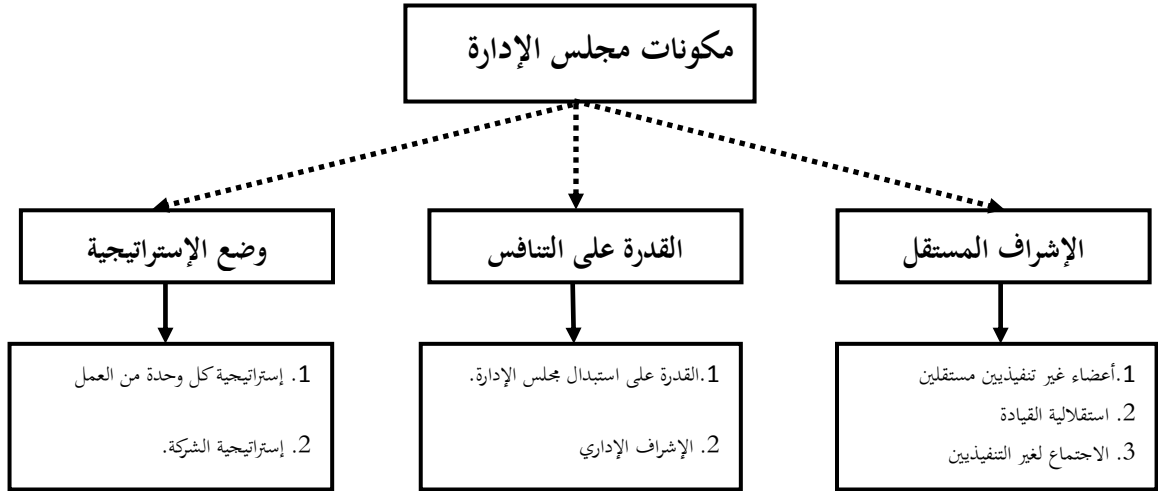 مكونات مجلس الإدارة
الإشراف المستقل
القدرة على التنافس
وضع الإستراتيجية
1.أعضاء غير تنفيذيين مستقلين
2. استقلالية القيادة
3. الاجتماع لغير التنفيذيين
1.القدرة على استبدال مجلس الإدارة.
2. الإشراف الإداري
1. إستراتيجية كل وحدة من العمل
2. إستراتيجية الشركة.